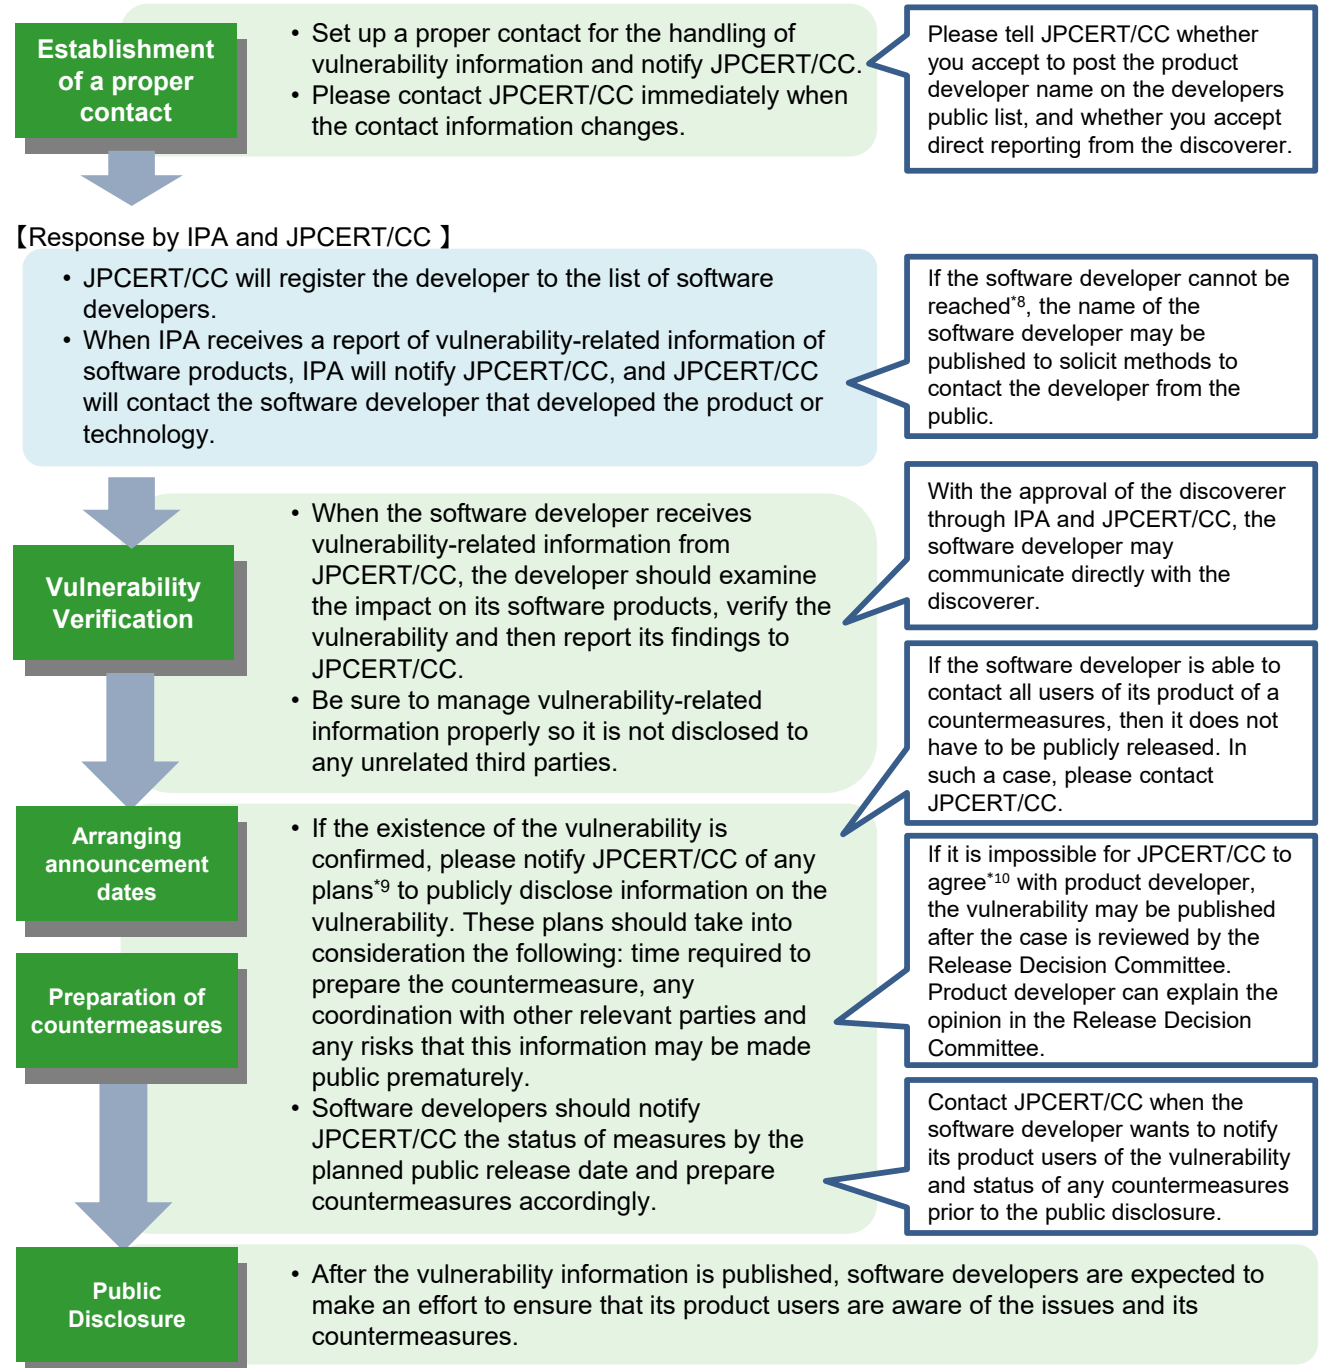 Establishment
of a proper
contact
• Set up a proper contact for the handling of
vulnerability information and notify JPCERT/CC.
• Please contact JPCERT/CC immediately when
the contact information changes.
Please tell JPCERT/CC whether
you accept to post the product
developer name on the developers
public list, and whether you accept
direct reporting from the discoverer.
【Response by IPA and JPCERT/CC 】
• JPCERT/CC will register the developer to the list of software
developers.
• When IPA receives a report of vulnerability-related information of
software products, IPA will notify JPCERT/CC, and JPCERT/CC
will contact the software developer that developed the product or
technology.
If the software developer cannot be
reached*8, the name of the
software developer may be
published to solicit methods to
contact the developer from the
public.
Vulnerability
Verification
• When the software developer receives
vulnerability-related information from
JPCERT/CC, the developer should examine
the impact on its software products, verify the
vulnerability and then report its findings to
JPCERT/CC.
• Be sure to manage vulnerability-related
information properly so it is not disclosed to
any unrelated third parties.
With the approval of the discoverer
through IPA and JPCERT/CC, the
software developer may
communicate directly with the
discoverer.
If the software developer is able to
contact all users of its product of a
countermeasures, then it does not
have to be publicly released. In
such a case, please contact
JPCERT/CC.
Arranging
announcement
dates
Preparation of
countermeasures
• If the existence of the vulnerability is
confirmed, please notify JPCERT/CC of any
plans*9 to publicly disclose information on the
vulnerability. These plans should take into
consideration the following: time required to
prepare the countermeasure, any
coordination with other relevant parties and
any risks that this information may be made
public prematurely.
• Software developers should notify
JPCERT/CC the status of measures by the
planned public release date and prepare
countermeasures accordingly.
If it is impossible for JPCERT/CC to
agree*10 with product developer,
the vulnerability may be published
after the case is reviewed by the
Release Decision Committee.
Product developer can explain the
opinion in the Release Decision
Committee.
Contact JPCERT/CC when the
software developer wants to notify
its product users of the vulnerability
and status of any countermeasures
prior to the public disclosure.
Public
Disclosure
• After the vulnerability information is published, software developers are expected to
make an effort to ensure that its product users are aware of the issues and its
countermeasures.